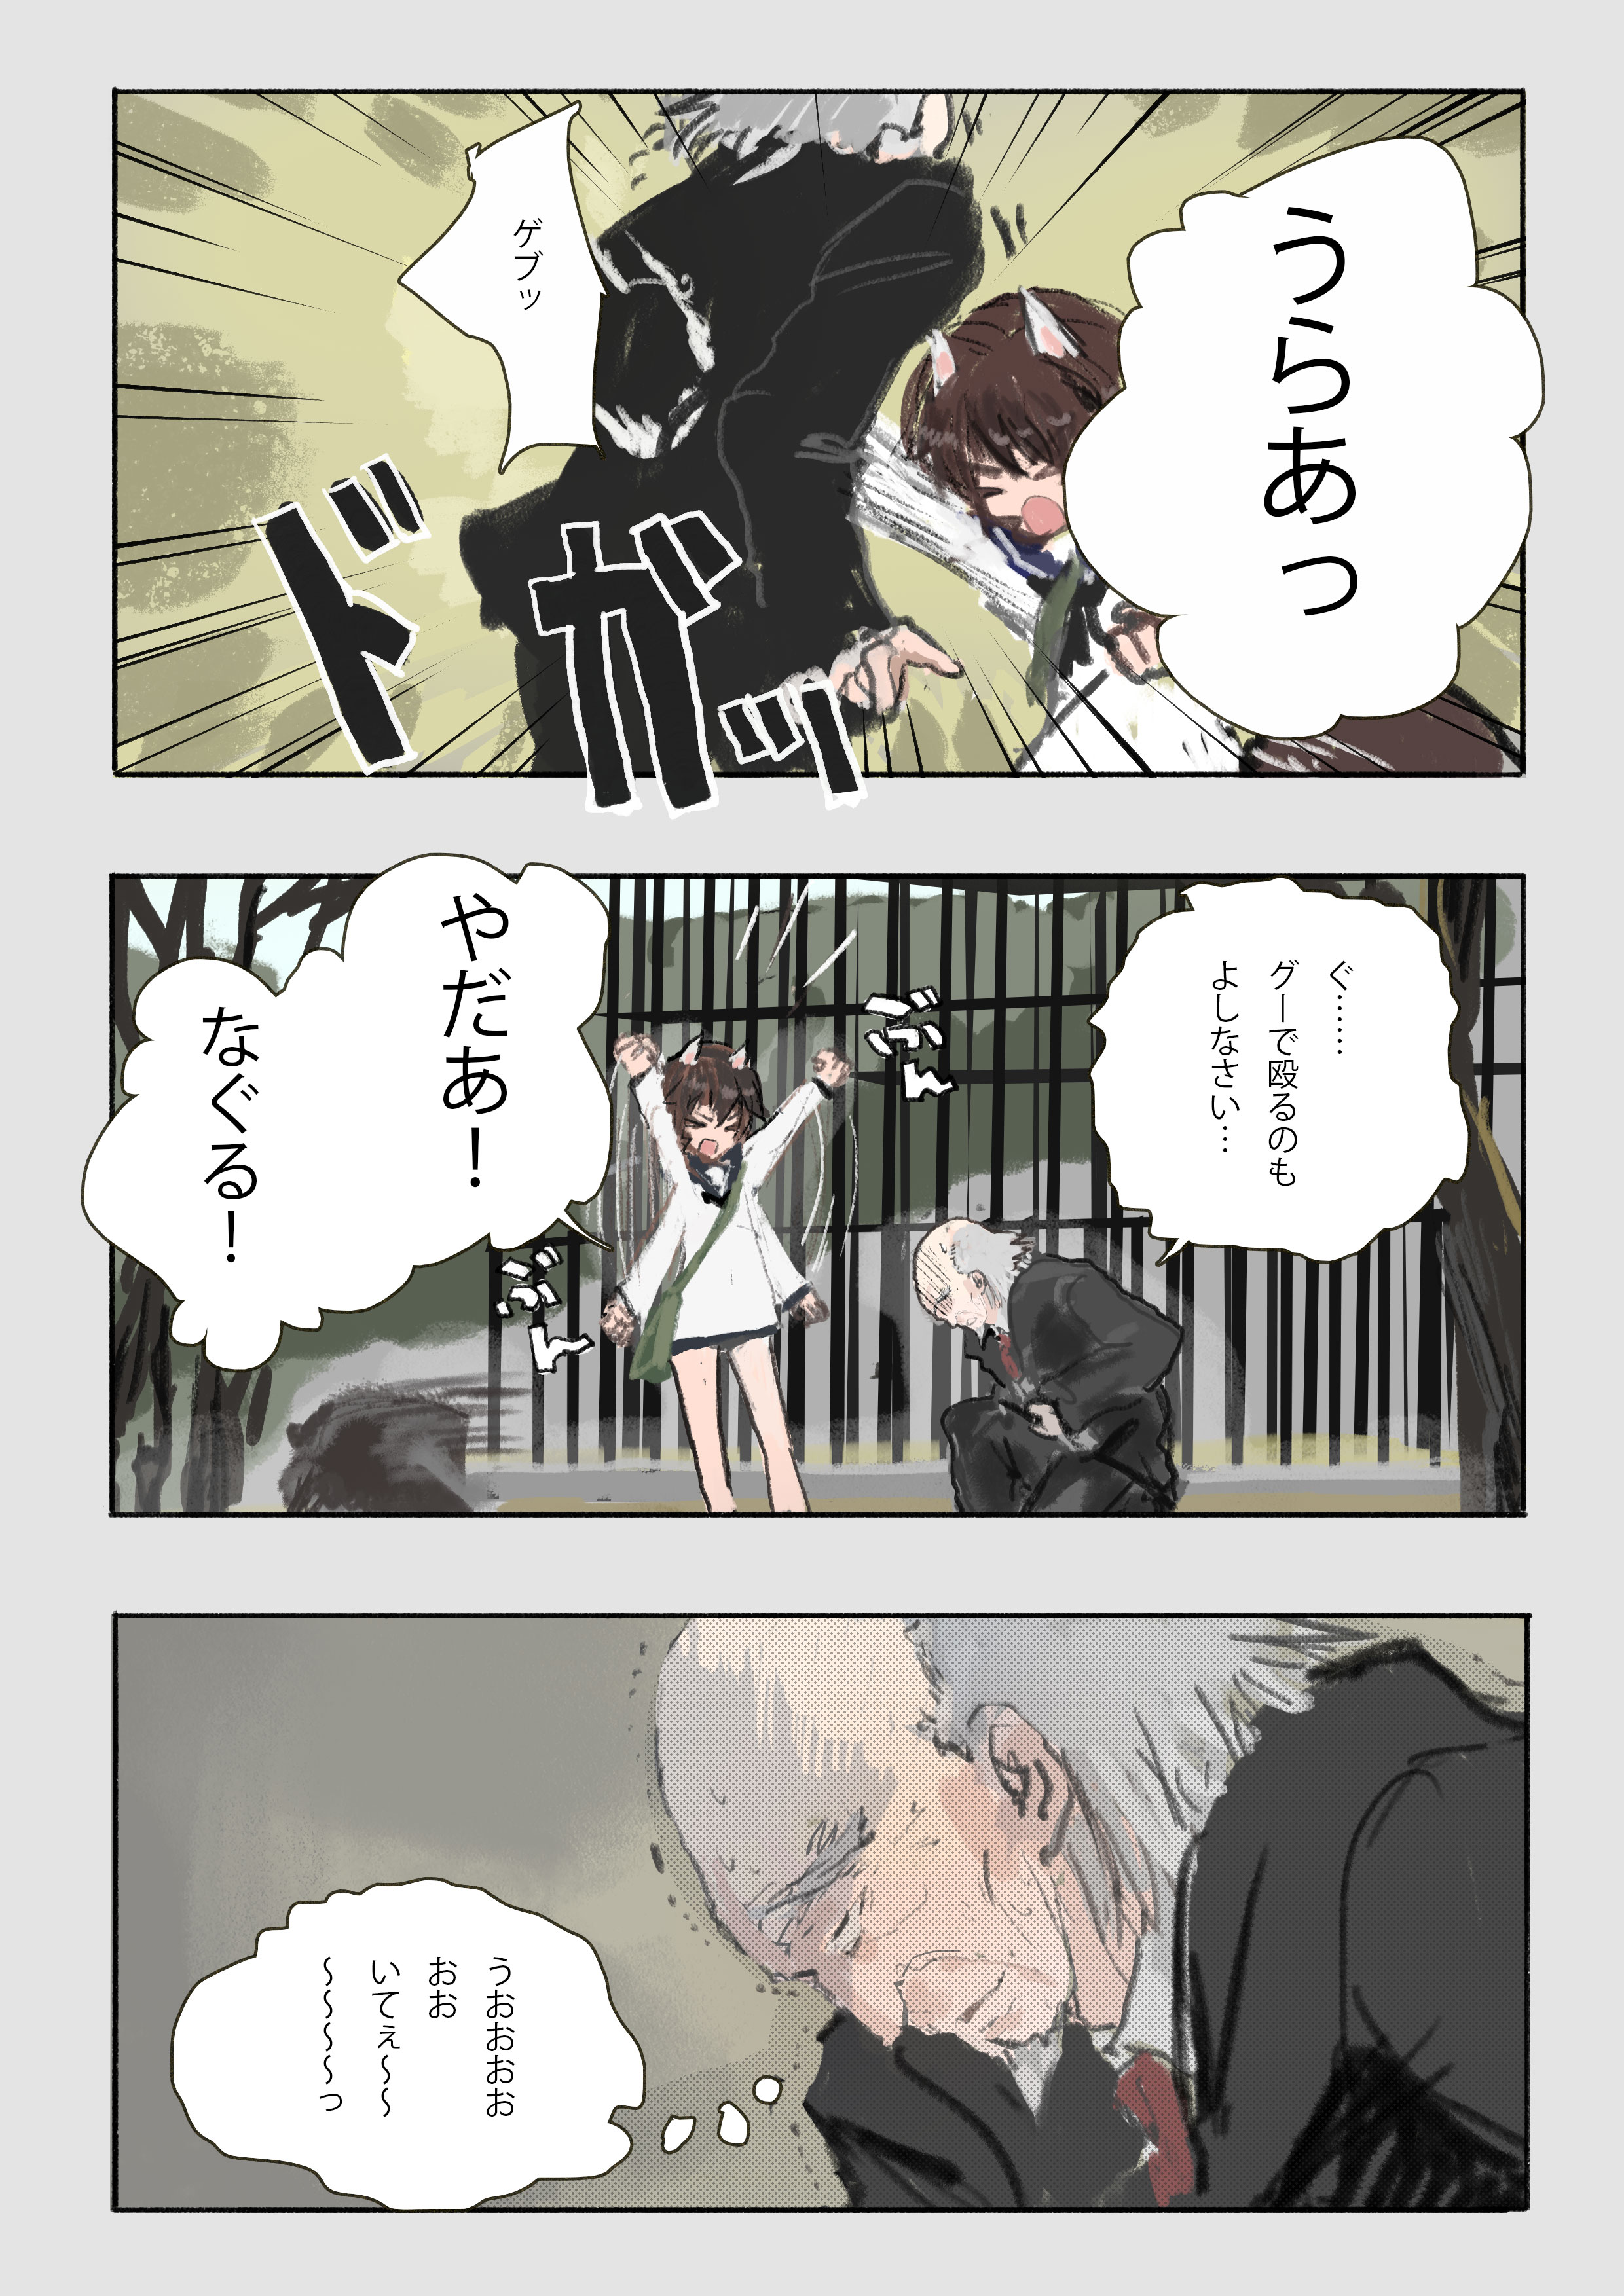 うらあっ
ゲブッ
ドガッ
ぐ……
グーで殴るのも
よしなさい…
ぶん
やだあ！
なぐる！
ぶん
うおおおお
おお
いてぇ〜〜
〜〜〜〜っ